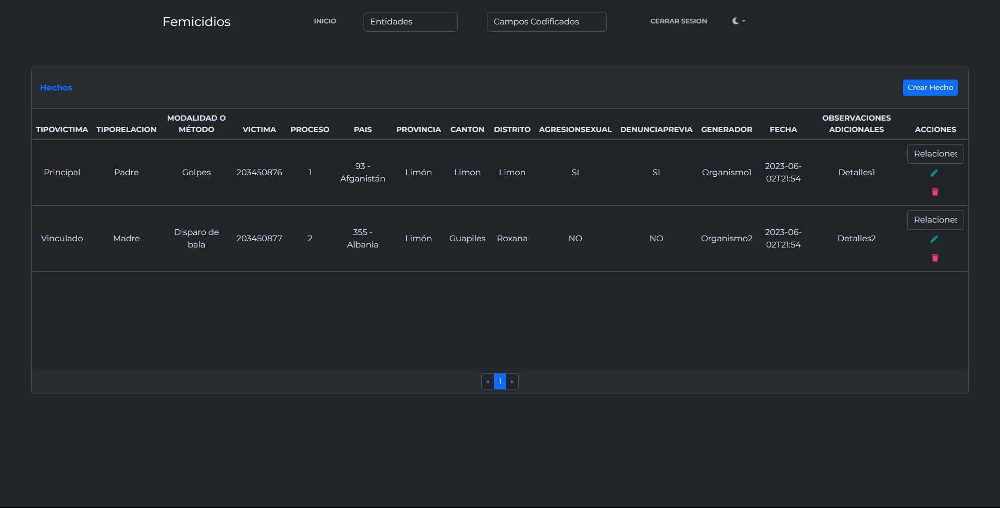 Femicidios
INICIO
Entidades
Campos Codificados
CERRAR SESION
Hechos
Crear Hecho
TIPOVICTIMA TIPORELACION MODALIDAD O MÉTODO VICTIMA PROCESO PAIS PROVINCIA CANTON DISTRITO AGRESIONSEXUAL DENUNCIAPREVIA GENERADOR FECHA OBSERVACIONES ADICIONALES ACCIONES
Principal Padre Golpes 203450876 1 93 - Afganistán Limón Limon Limon SI SI Organismo1 2023-06-02T21:54 Detalles1 Relaciones
Vinculado Madre Disparo de bala 203450877 2 355 - Albania Limón Guapiles Roxana NO NO Organismo2 2023-06-02T21:54 Detalles2 Relaciones
« 1 »